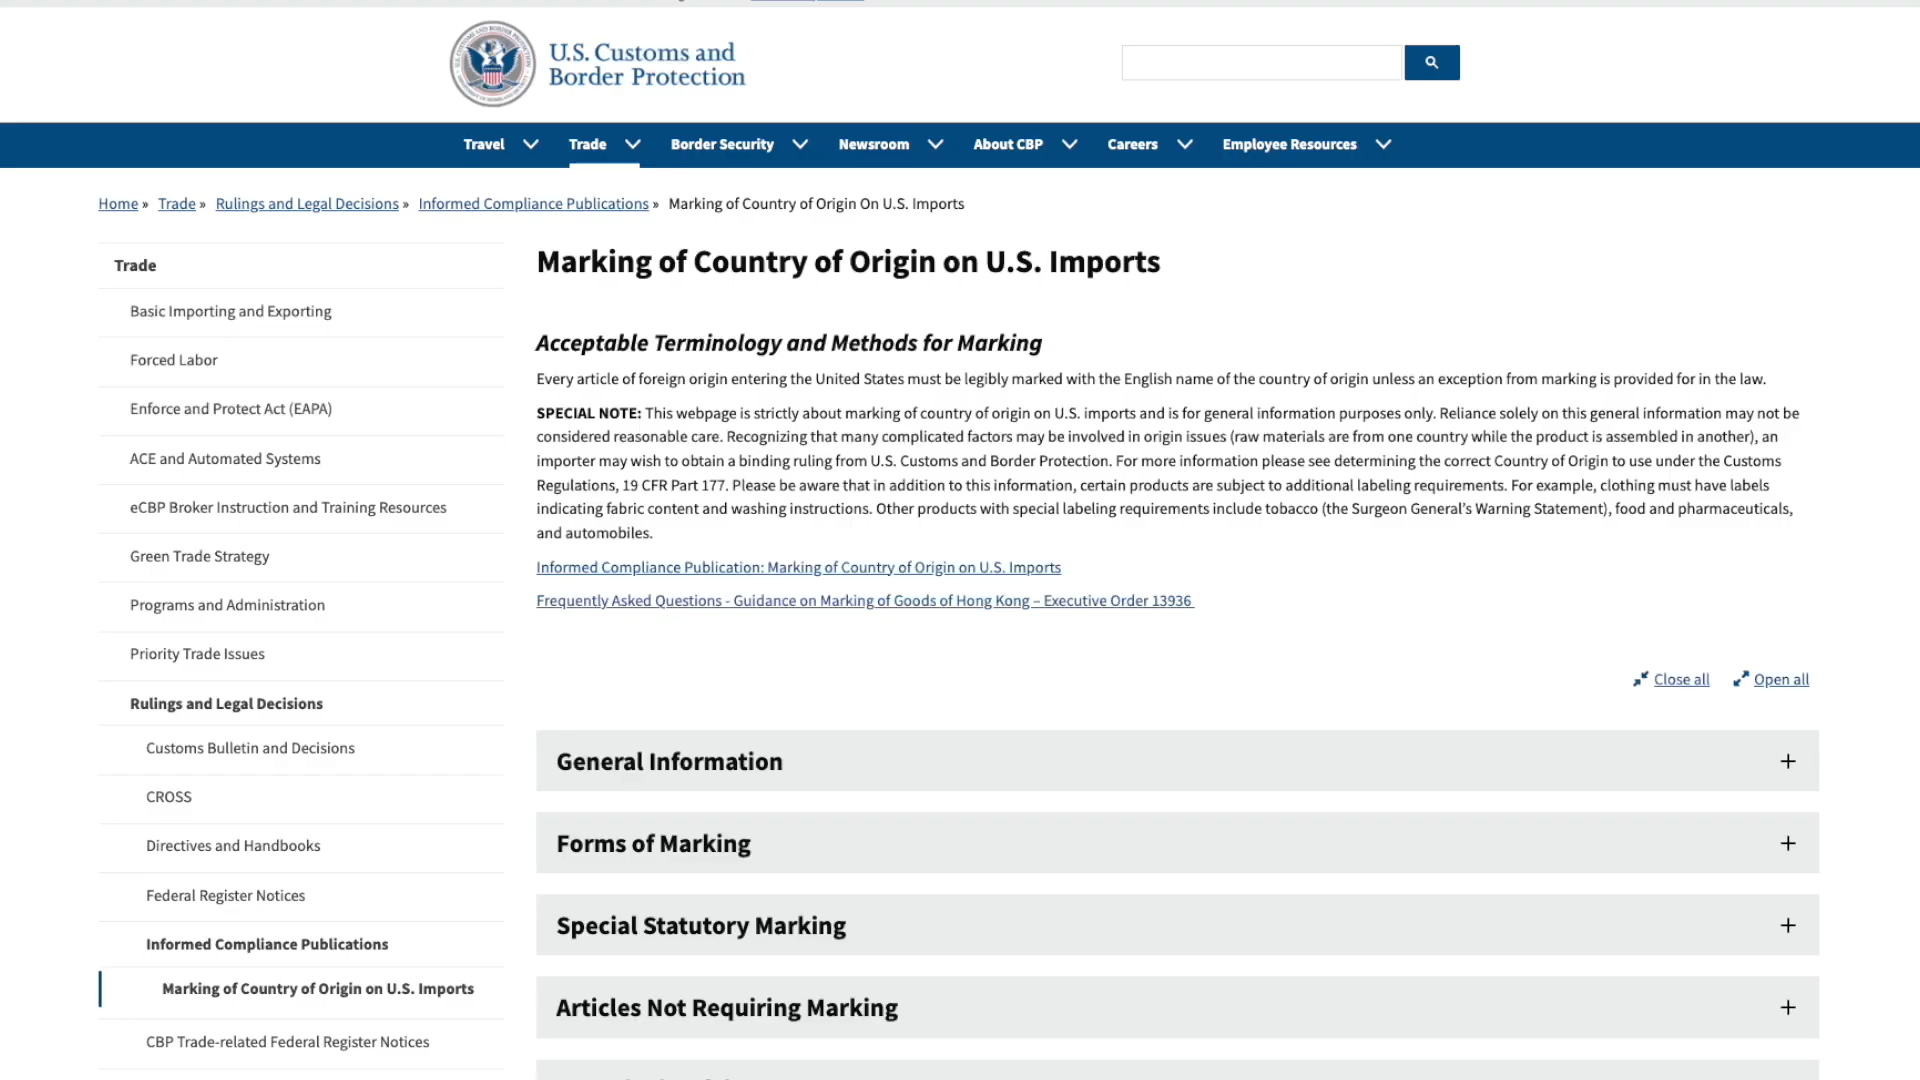 U.S. Customs and
Border Protection
Travel
Trade
Border Security
Newsroom
About CBP
Careers
Employee Resources
Home » Trade » Rulings and Legal Decisions » Informed Compliance Publications » Marking of Country of Origin On U.S. Imports
Trade
Basic Importing and Exporting
Forced Labor
Enforce and Protect Act (EAPA)
ACE and Automated Systems
eCBP Broker Instruction and Training Resources
Green Trade Strategy
Programs and Administration
Priority Trade Issues
Rulings and Legal Decisions
Customs Bulletin and Decisions
CROSS
Directives and Handbooks
Federal Register Notices
Informed Compliance Publications
Marking of Country of Origin on U.S. Imports
CBP Trade-related Federal Register Notices
Marking of Country of Origin on U.S. Imports
Acceptable Terminology and Methods for Marking
Every article of foreign origin entering the United States must be legibly marked with the English name of the country of origin unless an exception from marking is provided for in the law.
SPECIAL NOTE: This webpage is strictly about marking of country of origin on U.S. imports and is for general information purposes only. Reliance solely on this general information may not be
considered reasonable care. Recognizing that many complicated factors may be involved in origin issues (raw materials are from one country while the product is assembled in another), an
importer may wish to obtain a binding ruling from U.S. Customs and Border Protection. For more information please see determining the correct Country of Origin to use under the Customs
Regulations, 19 CFR Part 177. Please be aware that in addition to this information, certain products are subject to additional labeling requirements. For example, clothing must have labels
indicating fabric content and washing instructions. Other products with special labeling requirements include tobacco (the Surgeon General’s Warning Statement), food and pharmaceuticals,
and automobiles.
Informed Compliance Publication: Marking of Country of Origin on U.S. Imports
Frequently Asked Questions - Guidance on Marking of Goods of Hong Kong – Executive Order 13936
Close all
Open all
General Information
Forms of Marking
Special Statutory Marking
Articles Not Requiring Marking